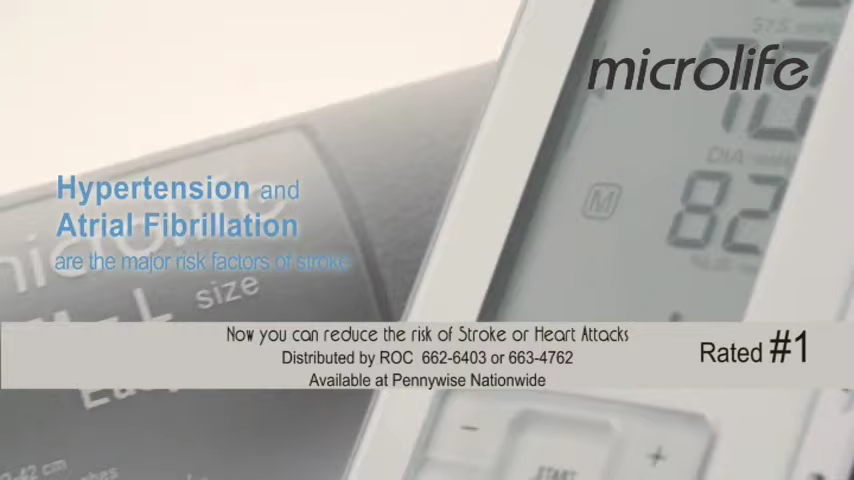 microlife
SYS
DIA
M
82
Hypertension and
Atrial Fibrillation
are the major risk factors of stroke
microlife
size
Now you can reduce the risk of Stroke or Heart Attacks
Distributed by ROC 662-6403 or 663-4762
Available at Pennywise Nationwide
Rated #1
- +
START